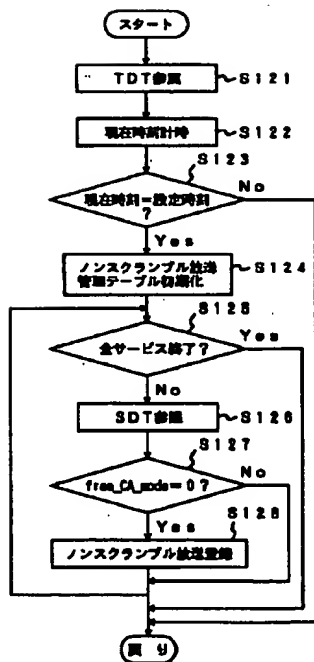 スタート
TDT参照
S121
現在時刻計時
S122
S123
現在時刻=設定時刻
?
No
Yes
ノンスクランブル放送
管理テーブル初期化
S124
S125
全サービス終了?
Yes
No
SDT参照
S126
S127
free_CA_mode=0?
No
Yes
S128
ノンスクランブル放送登録
戻り